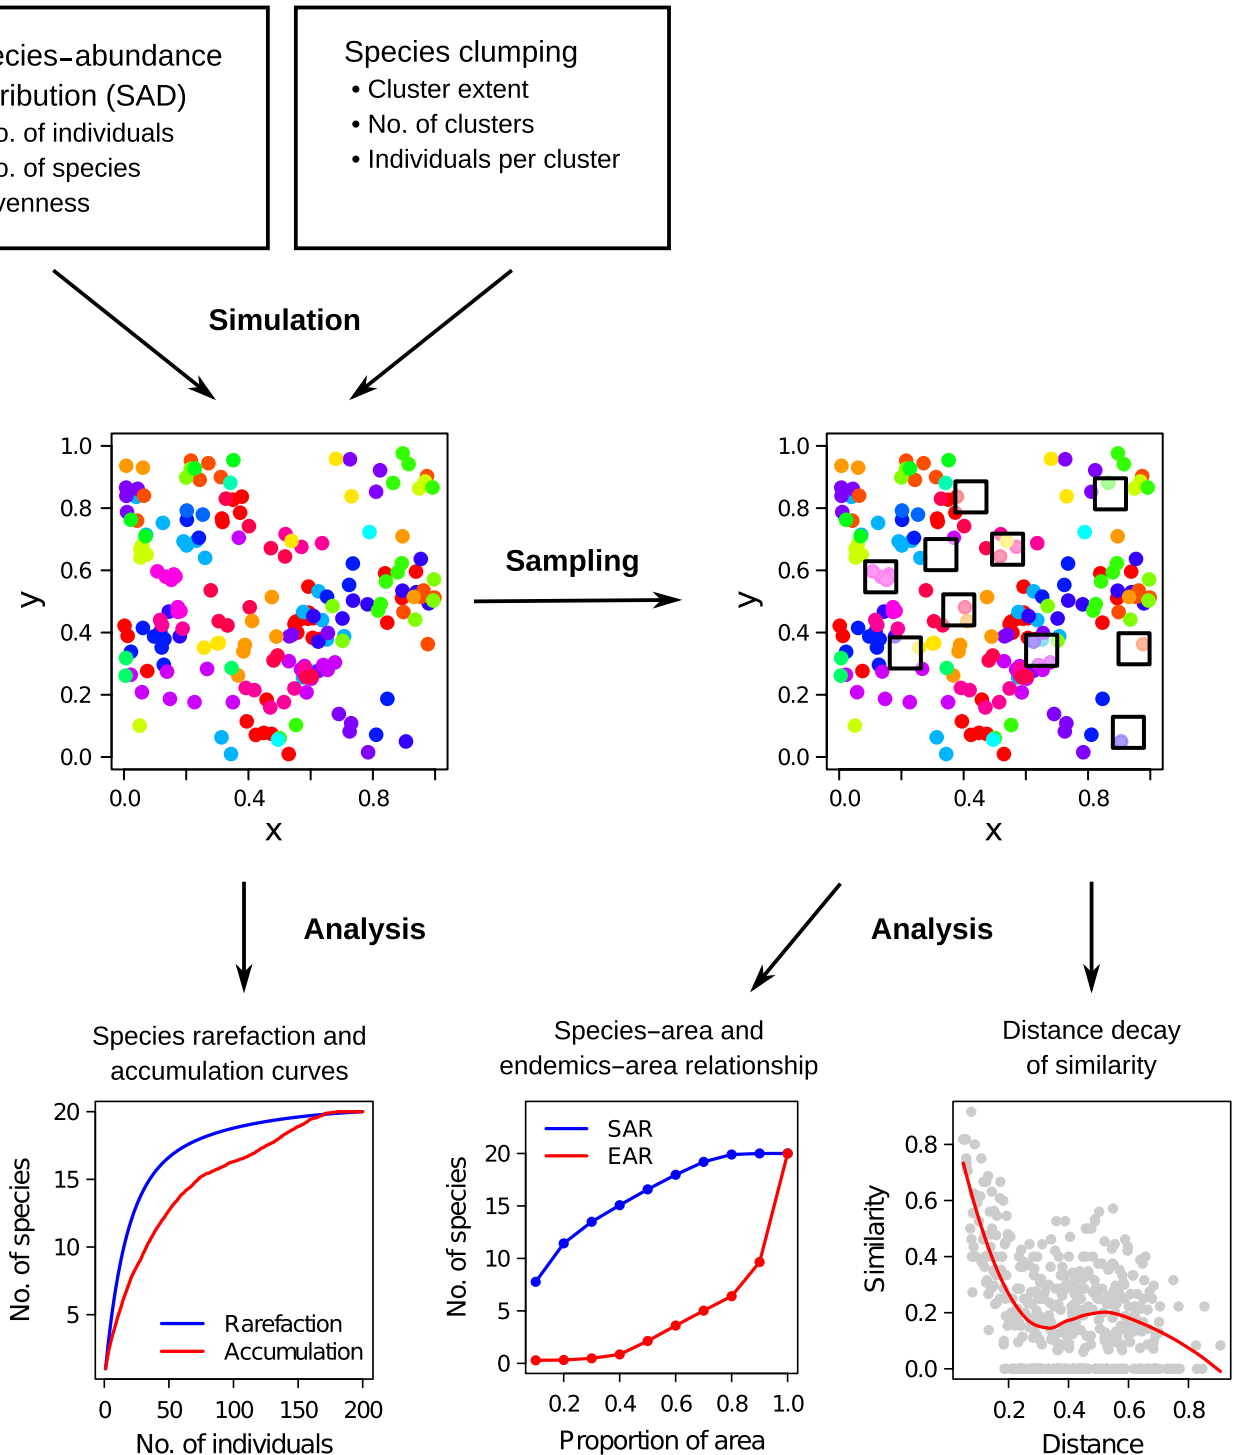 ecies–abundance
ribution (SAD)
o. of individuals
o. of species
venness
Species clumping
• Cluster extent
• No. of clusters
• Individuals per cluster
Simulation
1.0
0.8
0.6
0.4
0.2
0.0
y
0.0 0.4 0.8
x
Sampling
1.0
0.8
0.6
0.4
0.2
0.0
y
0.0 0.4 0.8
x
Analysis
Analysis
Species rarefaction and
accumulation curves
20
15
10
5
No. of species
Rarefaction
Accumulation
0 50 100 150 200
No. of individuals
Species–area and
endemics–area relationship
SAR
EAR
20
15
10
5
0
No. of species
0.2 0.4 0.6 0.8 1.0
Proportion of area
Distance decay
of similarity
0.8
0.6
0.4
0.2
0.0
Similarity
0.2 0.4 0.6 0.8
Distance